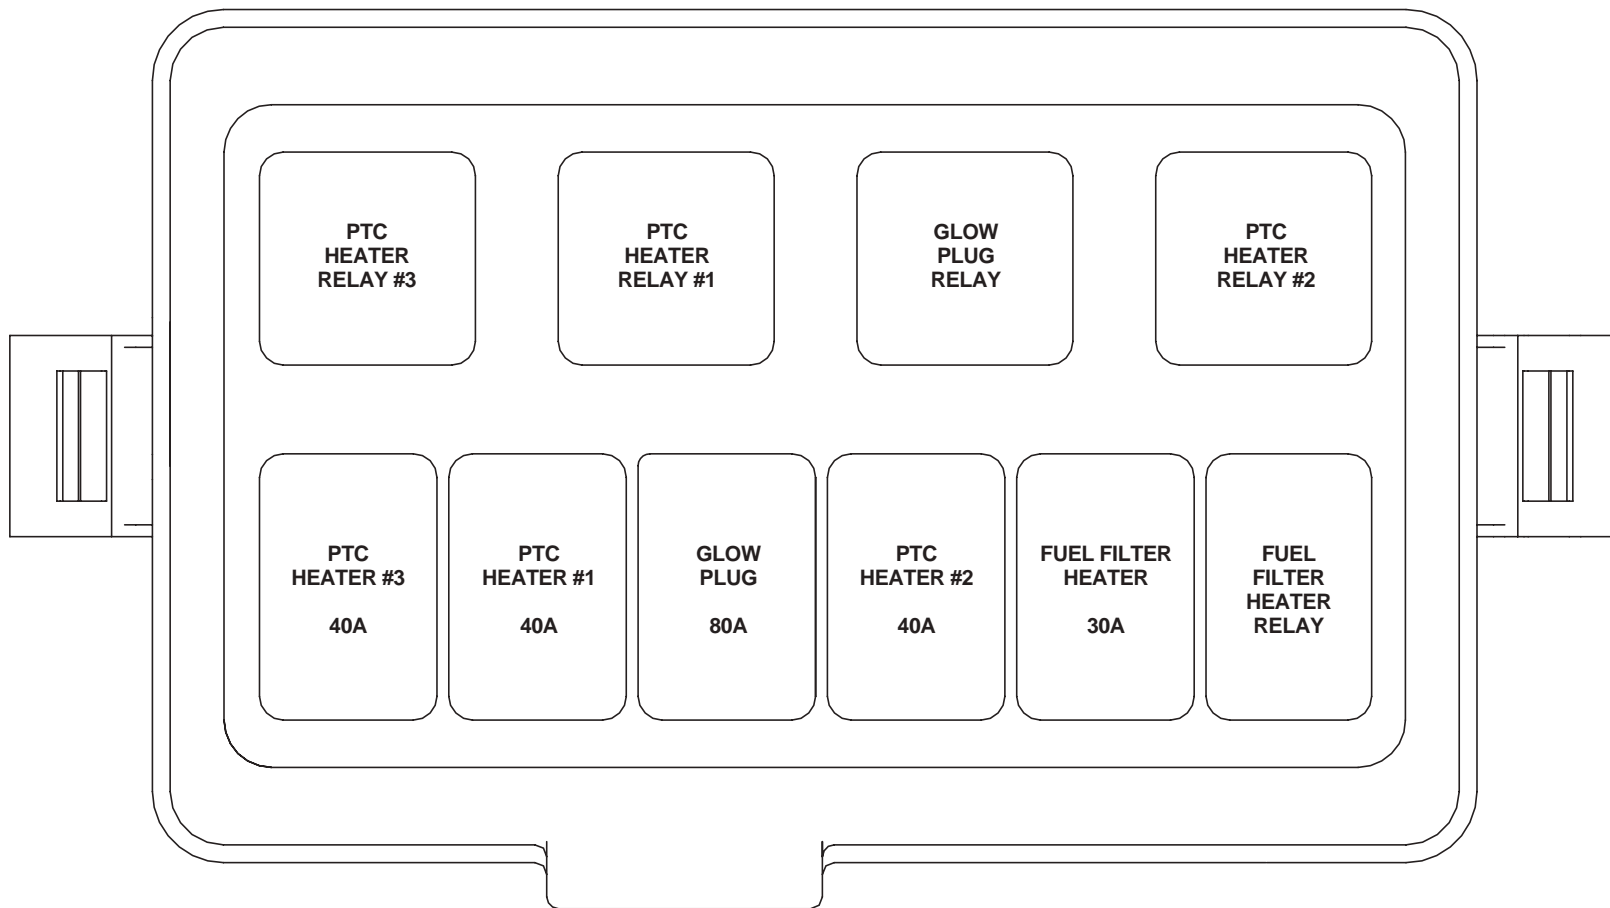 PTC
HEATER
RELAY #3
PTC
HEATER
RELAY #1
GLOW
PLUG
RELAY
PTC
HEATER
RELAY #2
PTC
HEATER #3
40A
PTC
HEATER #1
40A
GLOW
PLUG
80A
PTC
HEATER #2
40A
FUEL FILTER
HEATER
30A
FUEL
FILTER
HEATER
RELAY